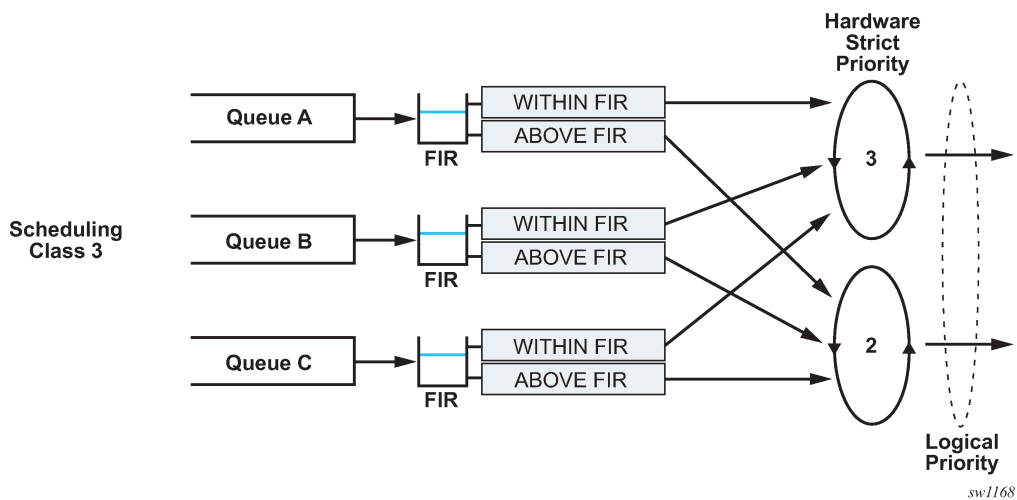 Hardware
Strict
Priority
Queue A
FIR
WITHIN FIR
ABOVE FIR
3
Scheduling
Class 3
Queue B
FIR
WITHIN FIR
ABOVE FIR
Queue C
FIR
WITHIN FIR
ABOVE FIR
2
Logical
Priority
sw1168